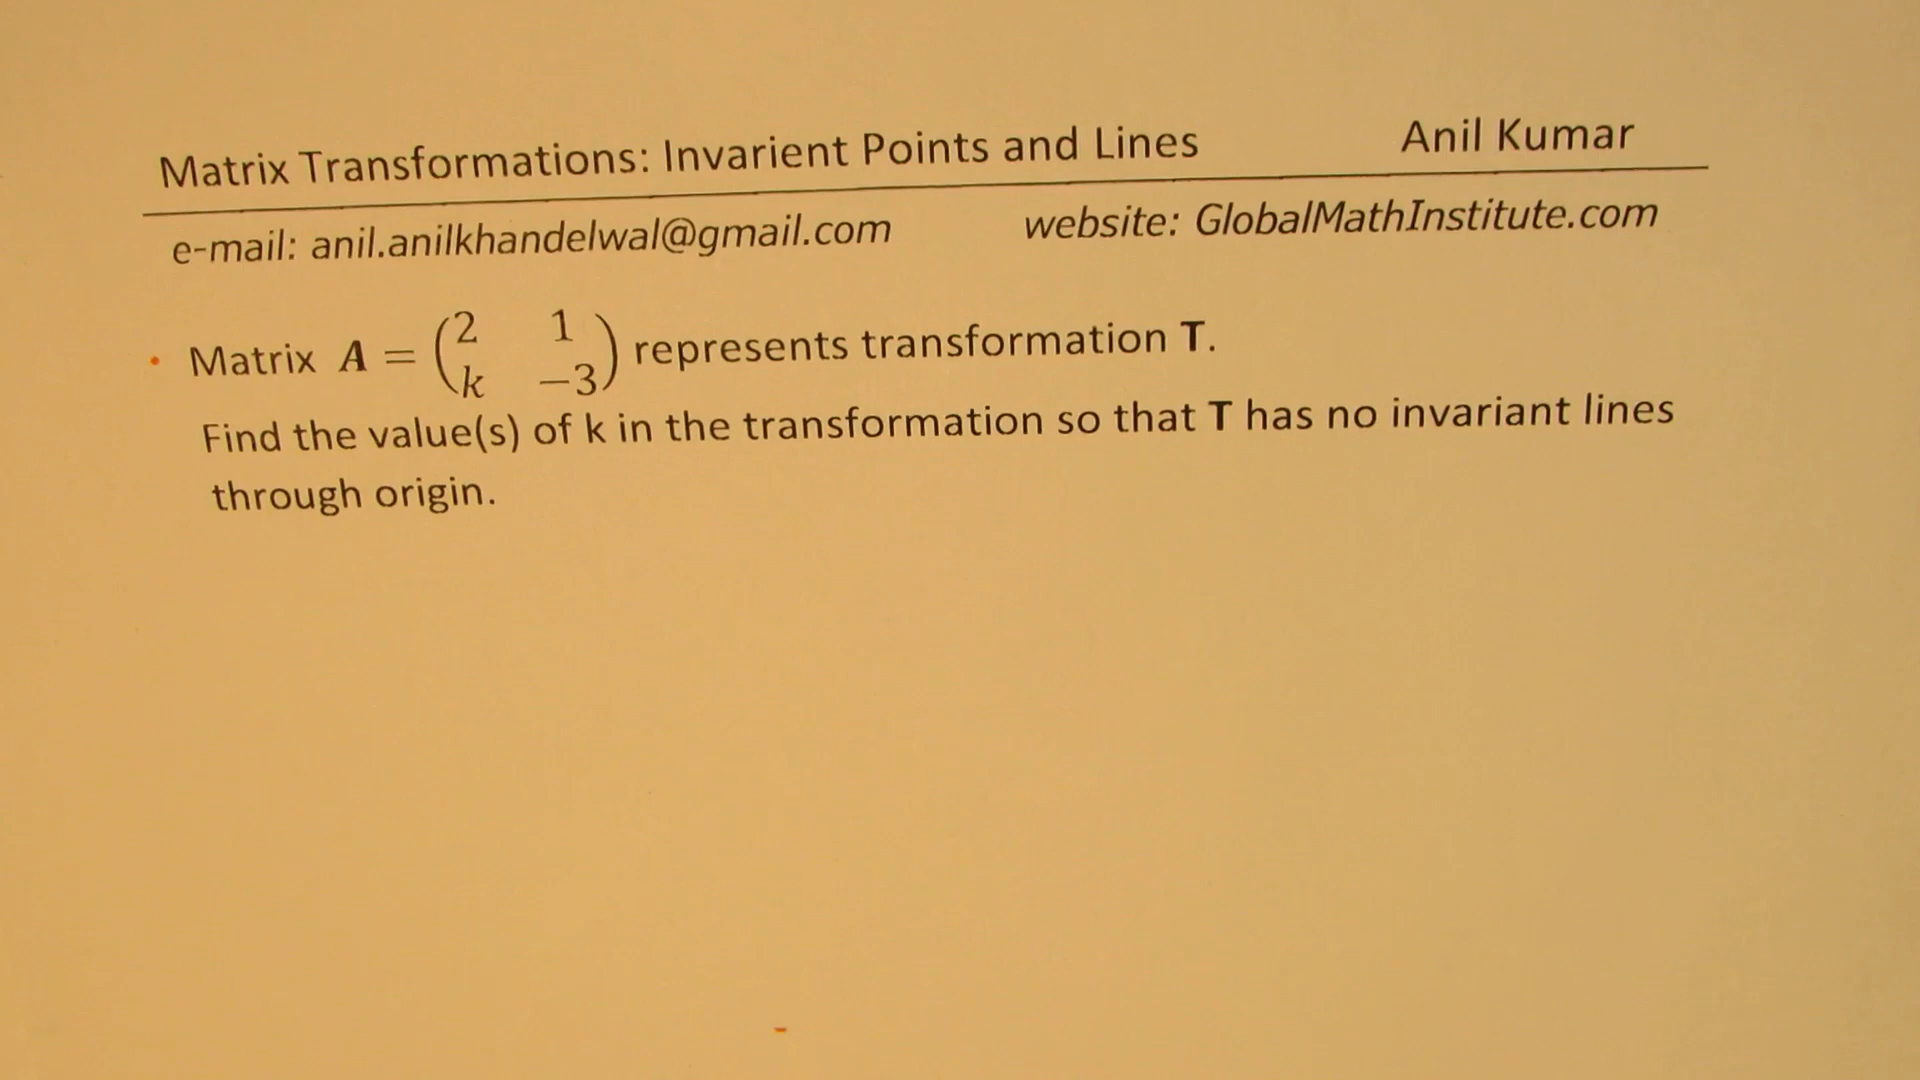 Matrix Transformations: Invarient Points and Lines Anil Kumar
e-mail: anil.anilkhandelwal@gmail.com website: GlobalMathInstitute.com
• Matrix A = (2 1
k −3) represents transformation T.
Find the value(s) of k in the transformation so that T has no invariant lines
through origin.